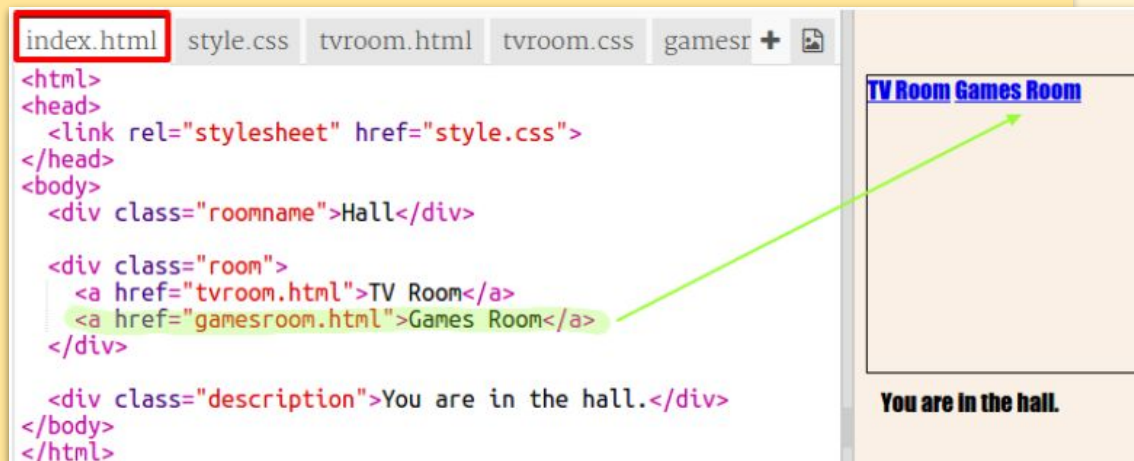 index.html style.css tvroom.html tvroom.css gamesr +
<html>
<head>
  <link rel="stylesheet" href="style.css">
</head>
<body>
  <div class="roomname">Hall</div>

  <div class="room">
    <a href="tvroom.html">TV Room</a>
    <a href="gamesroom.html">Games Room</a>
  </div>

  <div class="description">You are in the hall.</div>
</body>
</html>
TV Room Games Room
You are in the hall.